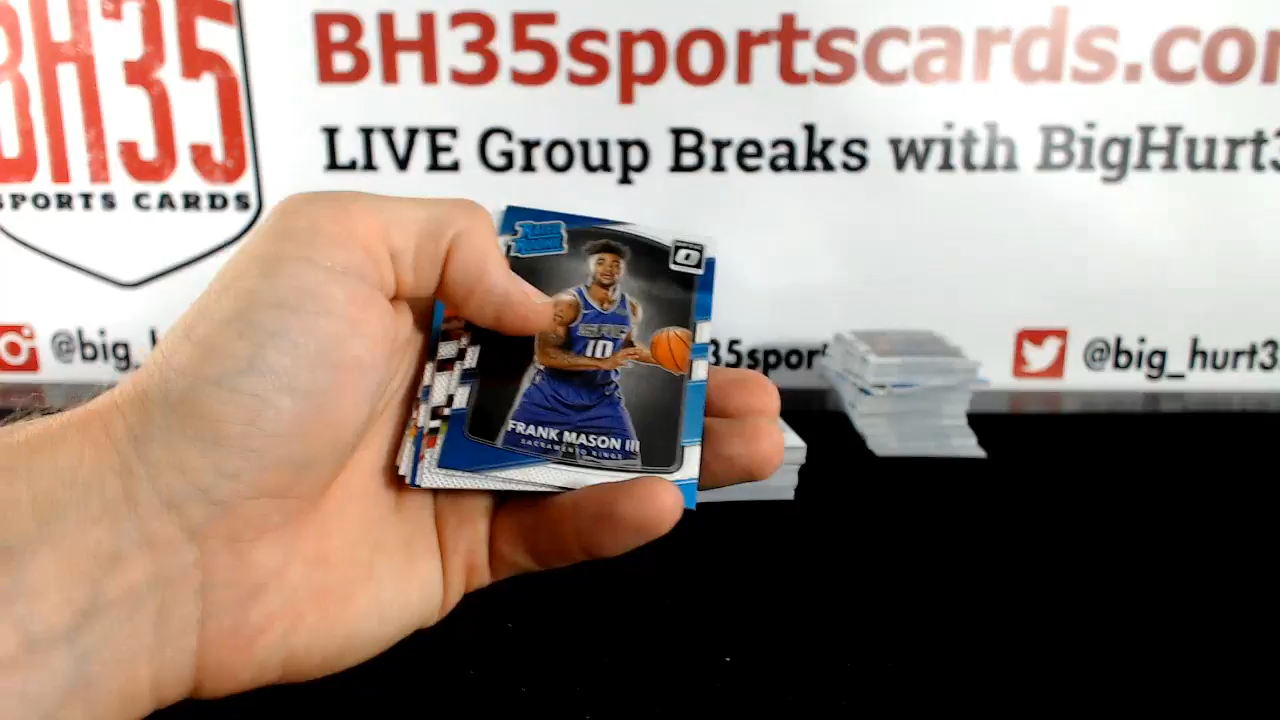 BH35
SPORTS CARDS
BH35sportscards.co
LIVE Group Breaks with BigHurt3
@big_
35spor
@big_hurt3
RATED
ROOKIE
10
FRANK MASON III
SACRAMENTO KINGS